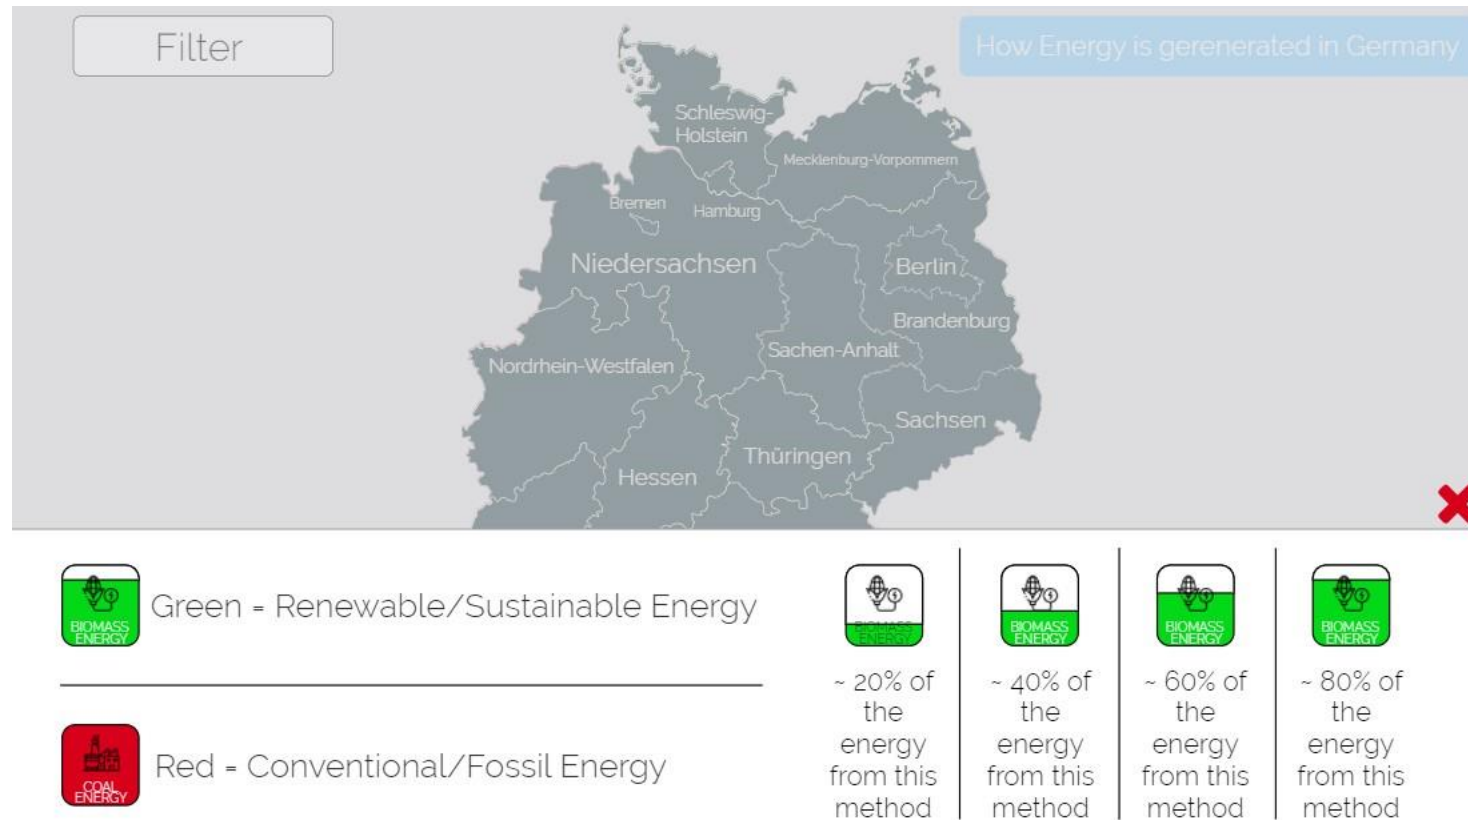 Filter
How Energy is gerenerated in Germany
Schleswig-
Holstein
Mecklenburg-Vorpommern
Bremen
Hamburg
Niedersachsen
Berlin
Brandenburg
Sachen-Anhalt
Nordrhein-Westfalen
Sachsen
Thüringen
Hessen
BIOMASS
ENERGY
Green = Renewable/Sustainable Energy
COAL
ENERGY
Red = Conventional/Fossil Energy
BIOMASS
ENERGY
~ 20% of
the
energy
from this
method
BIOMASS
ENERGY
~ 40% of
the
energy
from this
method
BIOMASS
ENERGY
~ 60% of
the
energy
from this
method
BIOMASS
ENERGY
~ 80% of
the
energy
from this
method